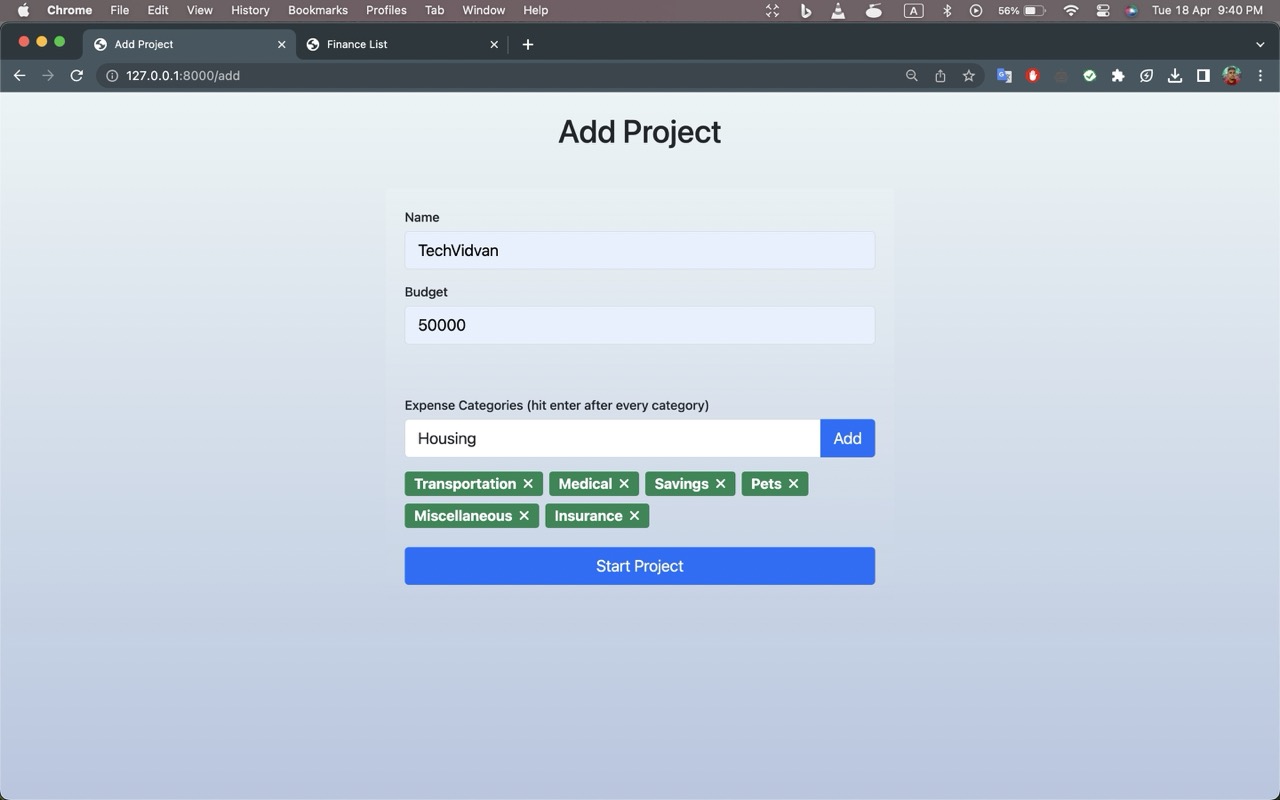 Chrome File Edit View History Bookmarks Profiles Tab Window Help A 56% Tue 18 Apr 9:40 PM
Add Project Finance List
127.0.0.1:8000/add
Add Project
Name
TechVidvan
Budget
50000
Expense Categories (hit enter after every category)
Housing Add
Transportation × Medical × Savings × Pets ×
Miscellaneous × Insurance ×
Start Project